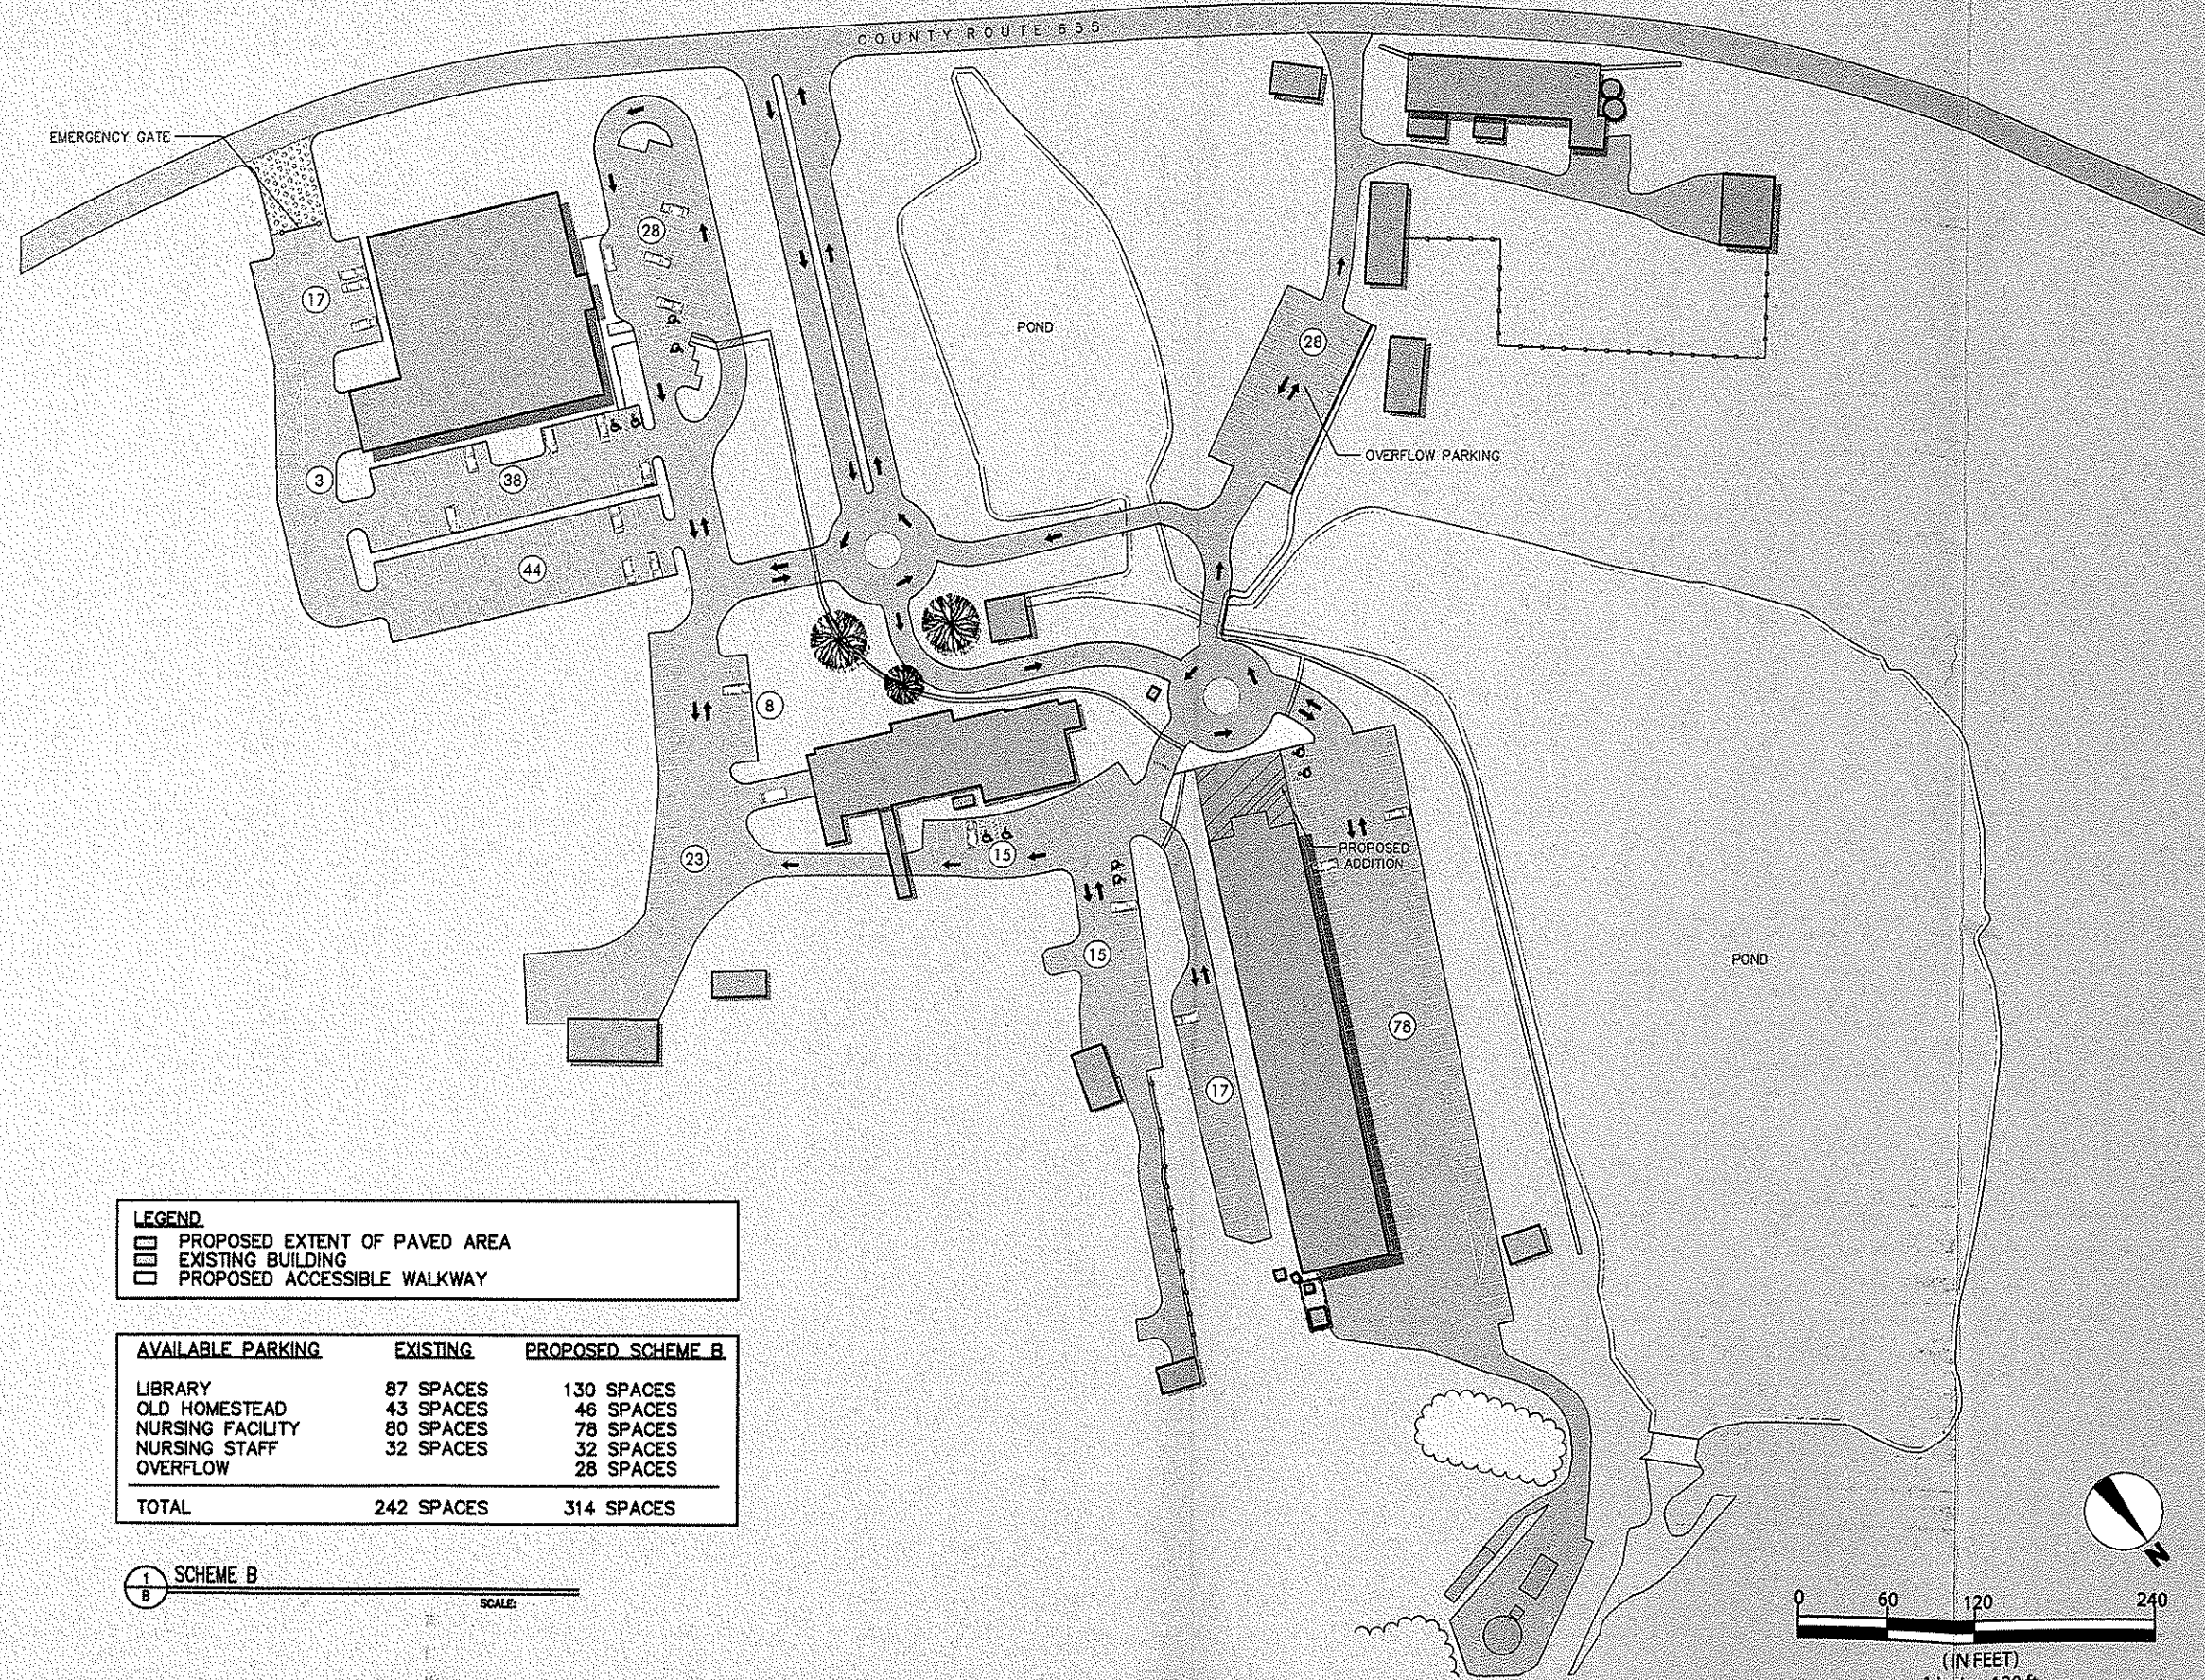 COUNTY ROUTE 655
EMERGENCY GATE
28
17
POND
28
OVERFLOW PARKING
3
38
44
8
PROPOSED
ADDITION
23
15
15
POND
78
17
LEGEND
PROPOSED EXTENT OF PAVED AREA
EXISTING BUILDING
PROPOSED ACCESSIBLE WALKWAY
AVAILABLE PARKING EXISTING PROPOSED SCHEME B
LIBRARY 87 SPACES 130 SPACES
OLD HOMESTEAD 43 SPACES 46 SPACES
NURSING FACILITY 80 SPACES 78 SPACES
NURSING STAFF 32 SPACES 32 SPACES
OVERFLOW 28 SPACES
TOTAL 242 SPACES 314 SPACES
1
B
SCHEME B
SCALE:
N
0 60 120 240
(IN FEET)